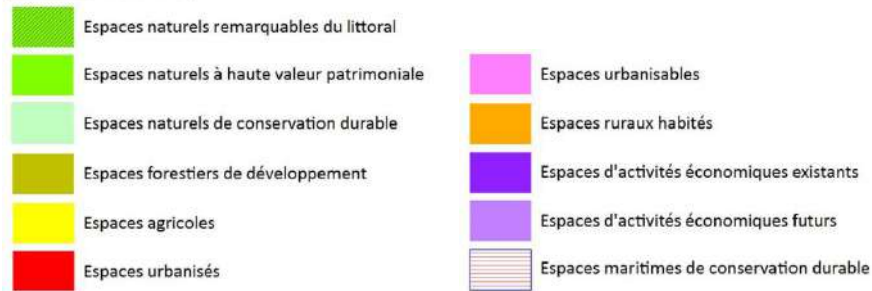 Espaces naturels remarquables du littoral
Espaces naturels à haute valeur patrimoniale
Espaces naturels de conservation durable
Espaces forestiers de développement
Espaces agricoles
Espaces urbanisés
Espaces urbanisables
Espaces ruraux habités
Espaces d'activités économiques existants
Espaces d'activités économiques futurs
Espaces maritimes de conservation durable